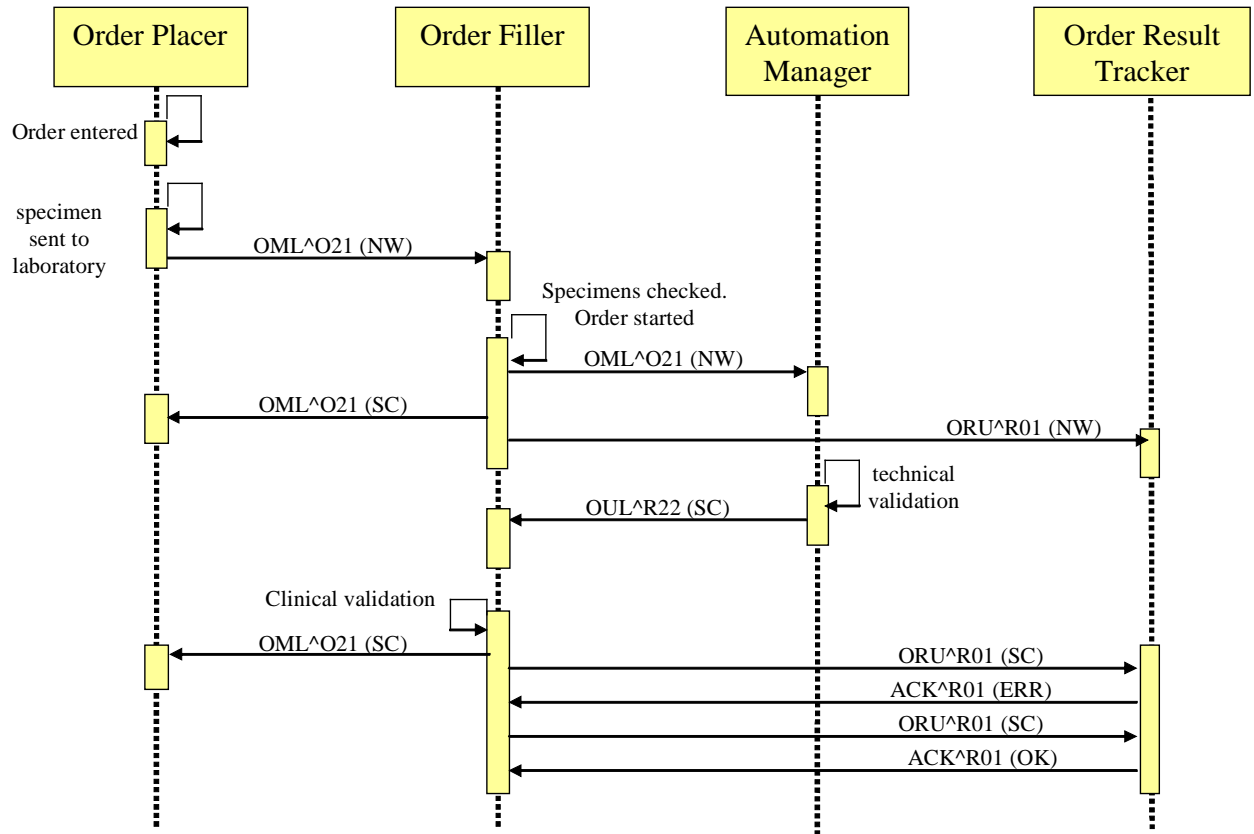 Order Placer
Order Filler
Automation
Manager
Order Result
Tracker
Order entered
specimen
sent to
laboratory
OML^O21 (NW)
Specimens checked.
Order started
OML^O21 (NW)
OML^O21 (SC)
ORU^R01 (NW)
technical
validation
OUL^R22 (SC)
Clinical validation
OML^O21 (SC)
ORU^R01 (SC)
ACK^R01 (ERR)
ORU^R01 (SC)
ACK^R01 (OK)